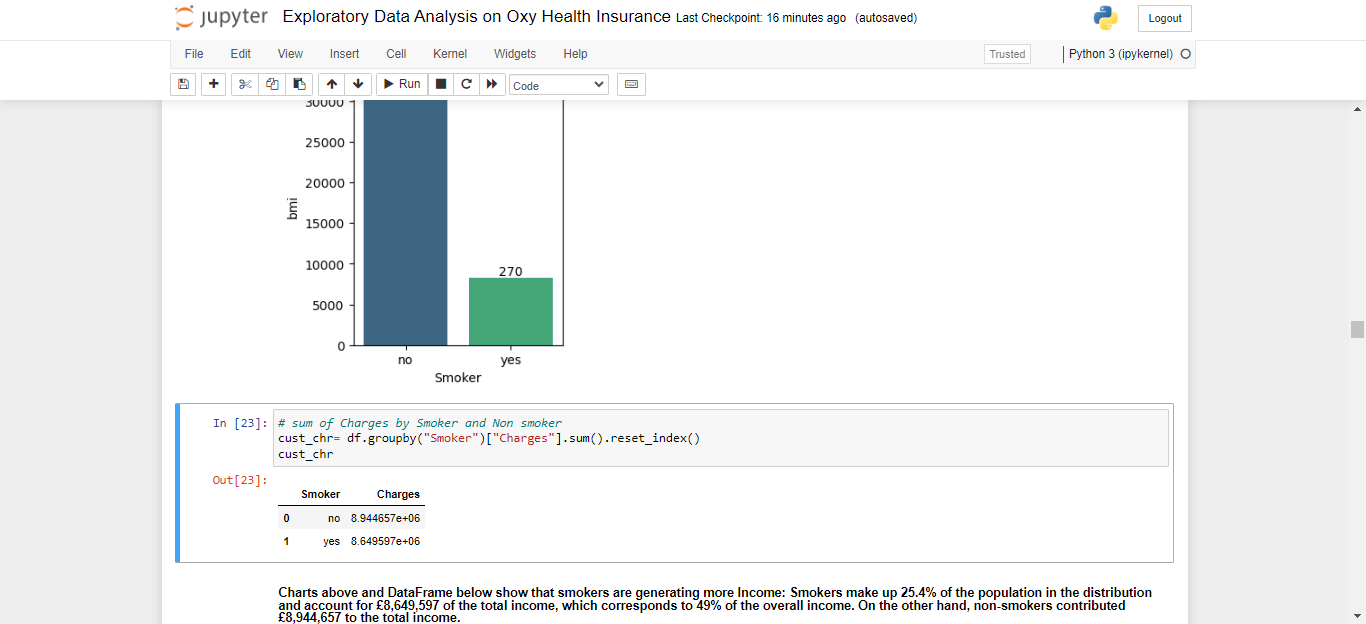 jupyter Exploratory Data Analysis on Oxy Health Insurance Last Checkpoint: 16 minutes ago (autosaved)
Logout
File Edit View Insert Cell Kernel Widgets Help Trusted Python 3 (ipykernel)
Run Code
30000
25000
20000
15000
10000
5000
0
bmi
270
no yes
Smoker
In [23]: # sum of Charges by Smoker and Non smoker
cust_chr= df.groupby("Smoker")["Charges"].sum().reset_index()
cust_chr
Out[23]:
Smoker Charges
0 no 8.944657e+06
1 yes 8.649597e+06
Charts above and DataFrame below show that smokers are generating more Income: Smokers make up 25.4% of the population in the distribution
and account for £8,649,597 of the total income, which corresponds to 49% of the overall income. On the other hand, non-smokers contributed
£8,944,657 to the total income.